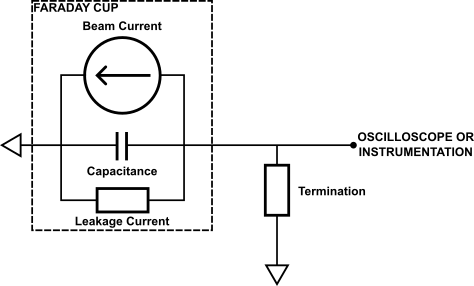 FARADAY CUP
Beam Current
Capacitance
Leakage Current
OSCILLOSCOPE OR
INSTRUMENTATION
Termination